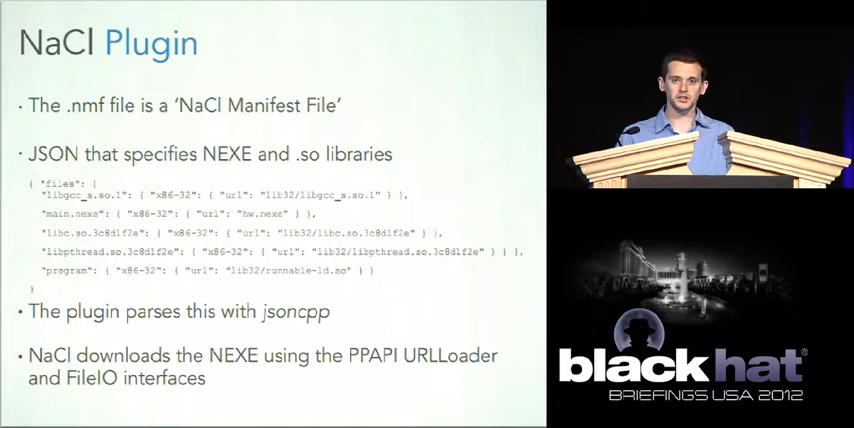 NaCl Plugin
· The .nmf file is a ‘NaCl Manifest File’
· JSON that specifies NEXE and .so libraries
{ "files": {
"libgcc_s.so.1": { "x86-32": { "url": "lib32/libgcc_s.so.1" } },
"main.nexe": { "x86-32": { "url": "hw.nexe" } },
"libc.so.3c8d1f2e": { "x86-32": { "url": "lib32/libc.so.3c8d1f2e" } },
"libpthread.so.3c8d1f2e": { "x86-32": { "url": "lib32/libpthread.so.3c8d1f2e" } } },
"program": { "x86-32": { "url": "lib32/runnable-ld.so" } }
}
· The plugin parses this with jsoncpp
· NaCl downloads the NEXE using the PPAPI URLLoader
and FileIO interfaces
black hat®
BRIEFINGS USA 2012